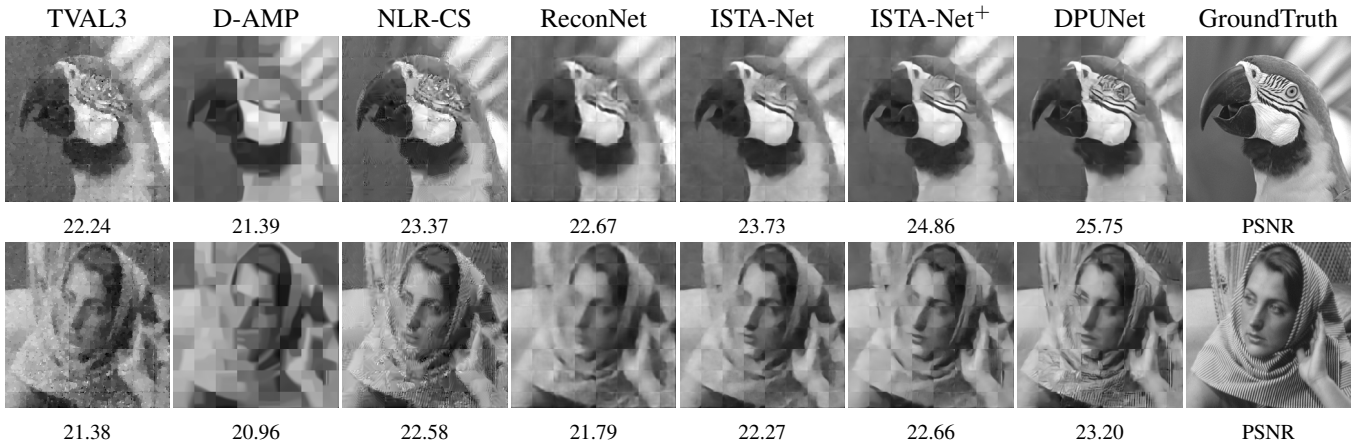 TVAL3 D-AMP NLR-CS ReconNet ISTA-Net ISTA-Net+ DPUNet GroundTruth
22.24 21.39 23.37 22.67 23.73 24.86 25.75 PSNR
21.38 20.96 22.58 21.79 22.27 22.66 23.20 PSNR